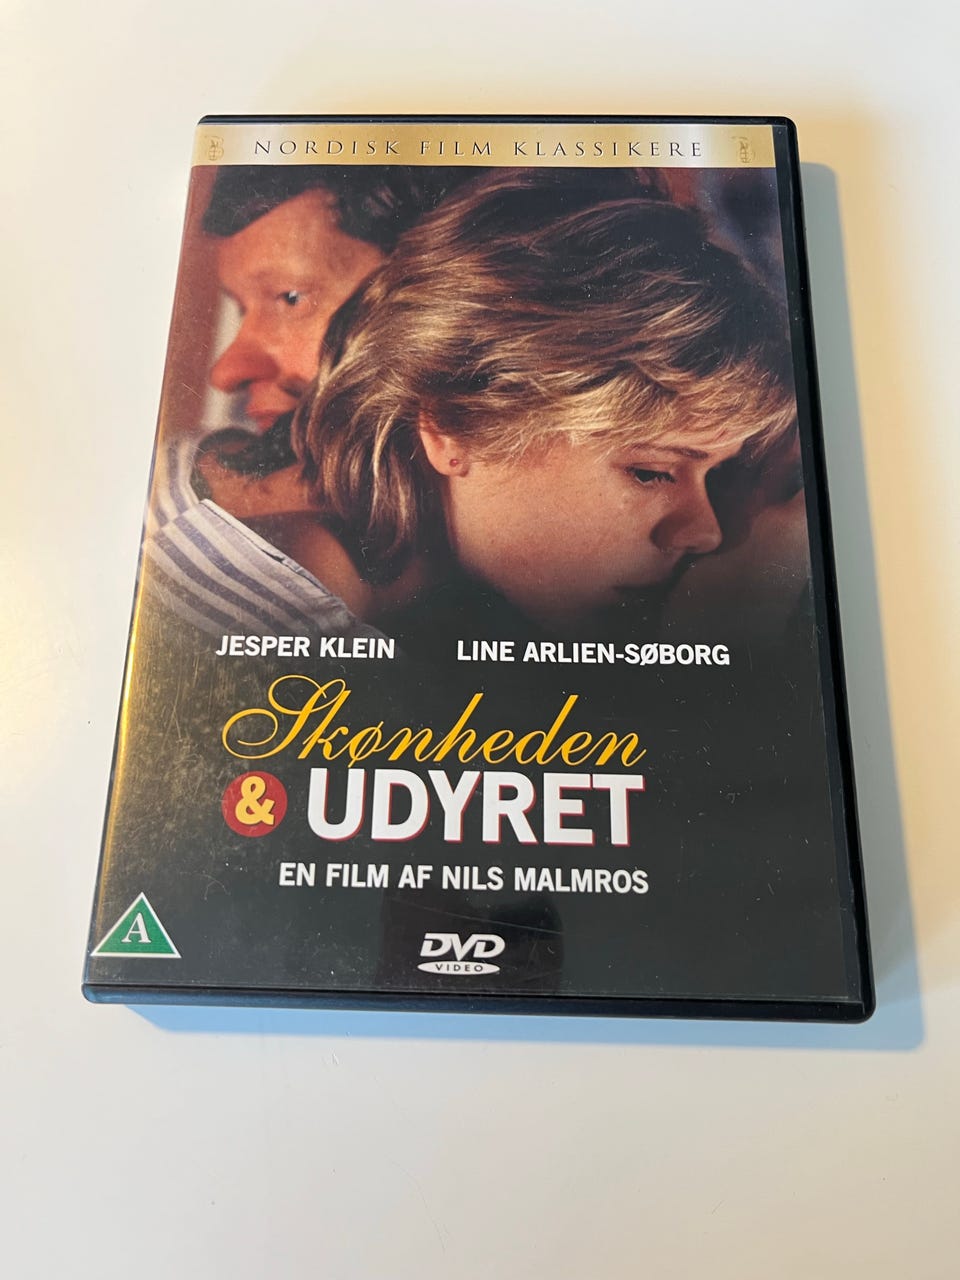 NORDISK FILM KLASSIKERE
JESPER KLEIN LINE ARLIEN-SØBORG
Skønheden
& UDYRET
EN FILM AF NILS MALMROS
A
DVD
VIDEO